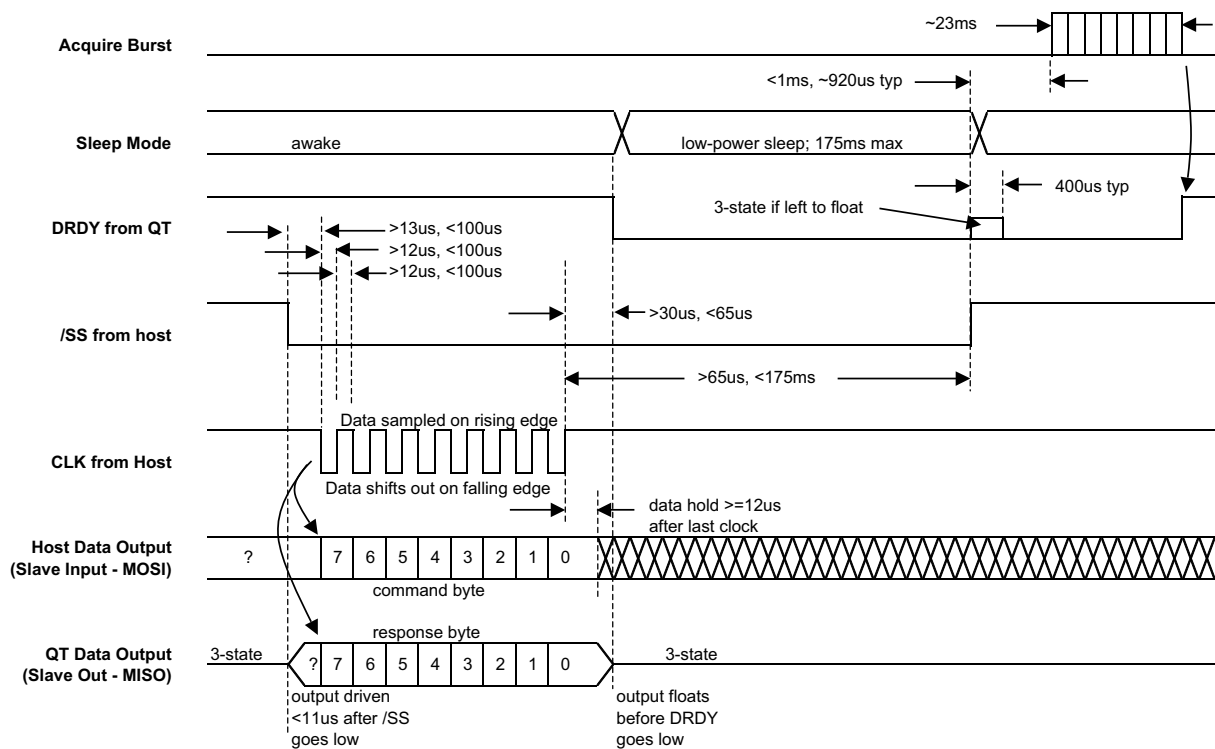 ~23ms
Acquire Burst
<1ms, ~920us typ
Sleep Mode
awake
low-power sleep; 175ms max
400us typ
3-state if left to float
DRDY from QT
>13us, <100us
>12us, <100us
>12us, <100us
/SS from host
>30us, <65us
>65us, <175ms
Data sampled on rising edge
CLK from Host
Data shifts out on falling edge
data hold >=12us
after last clock
Host Data Output
(Slave Input - MOSI)
? 7 6 5 4 3 2 1 0
command byte
response byte
QT Data Output
(Slave Out - MISO)
3-state ? 7 6 5 4 3 2 1 0 3-state
output driven
<11us after /SS
goes low
output floats
before DRDY
goes low